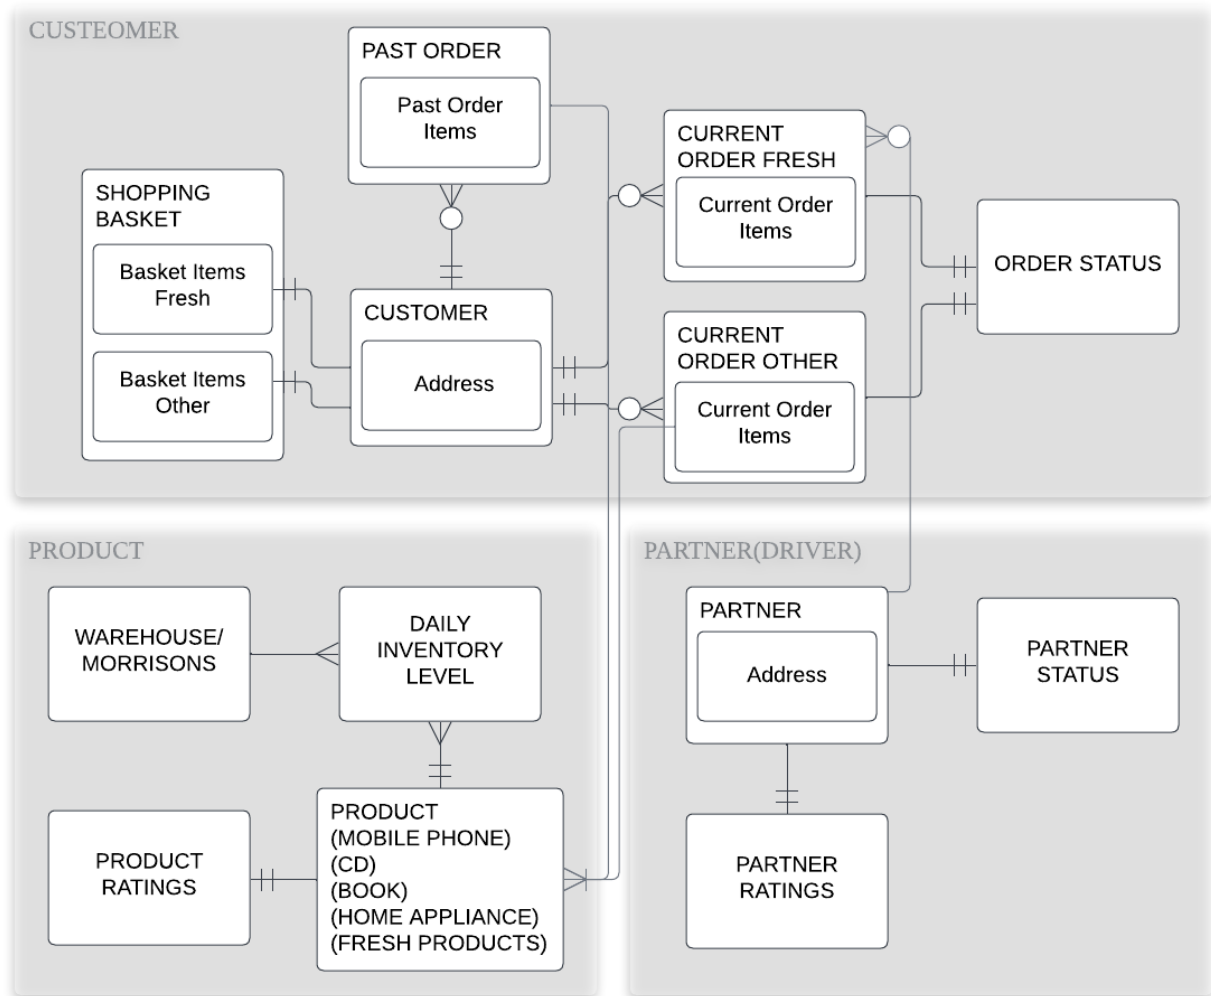 CUSTEOMER
PAST ORDER
Past Order
Items
SHOPPING
BASKET
Basket Items
Fresh
Basket Items
Other
CUSTOMER
Address
CURRENT
ORDER FRESH
Current Order
Items
CURRENT
ORDER OTHER
Current Order
Items
ORDER STATUS
PRODUCT
WAREHOUSE/
MORRISONS
DAILY
INVENTORY
LEVEL
PRODUCT
RATINGS
PRODUCT
(MOBILE PHONE)
(CD)
(BOOK)
(HOME APPLIANCE)
(FRESH PRODUCTS)
PARTNER(DRIVER)
PARTNER
Address
PARTNER
STATUS
PARTNER
RATINGS